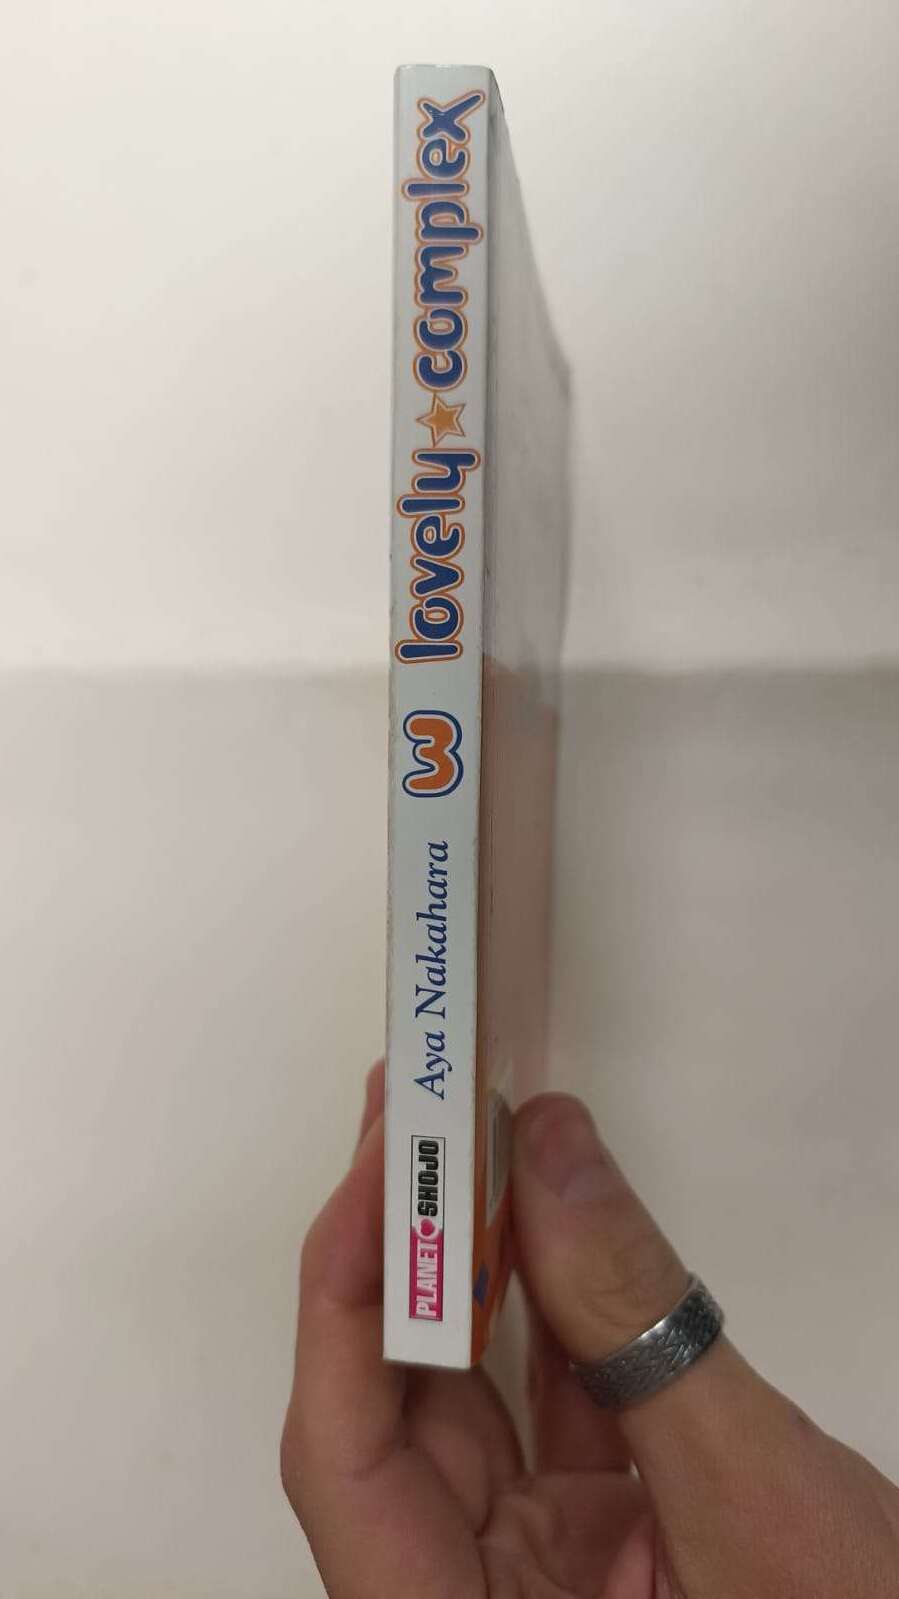 lovely★complex
3
Aya Nakahara
PLANET SHOJO